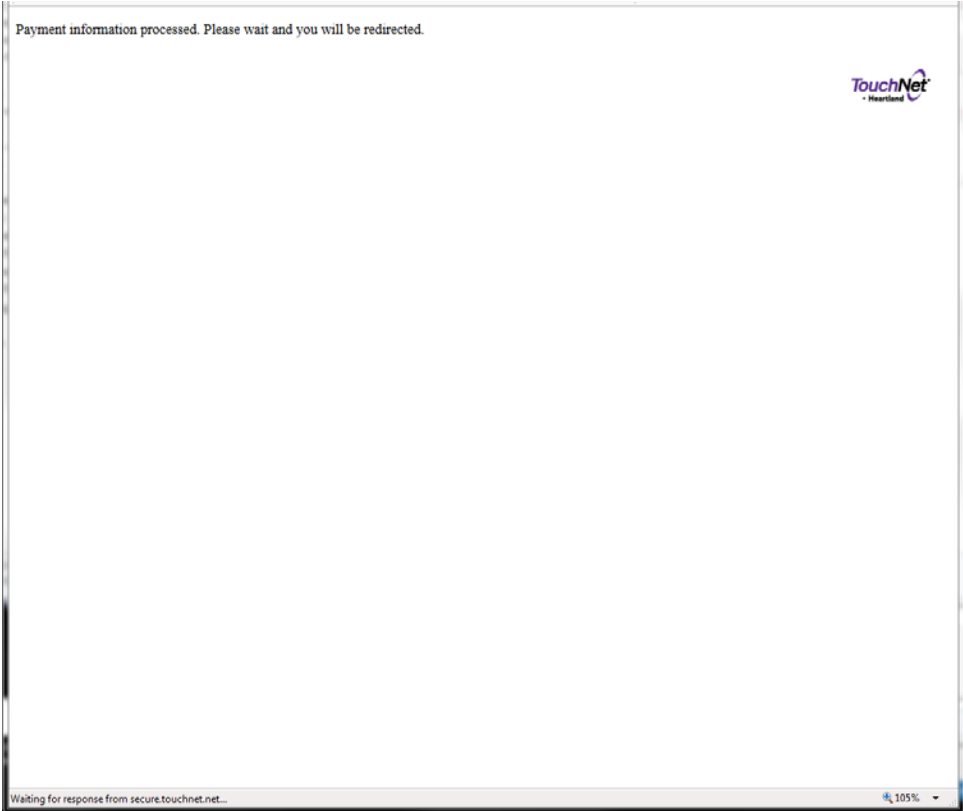 Payment information processed. Please wait and you will be redirected.
TouchNet
• Heartland
Waiting for response from secure.touchnet.net...
105%